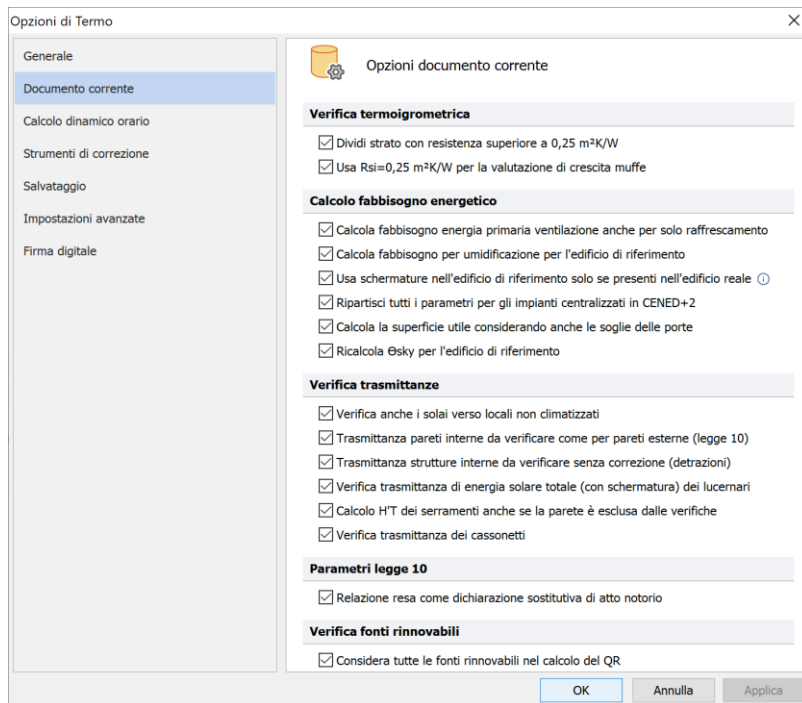 Opzioni di Termo
Generale
Documento corrente
Calcolo dinamico orario
Strumenti di correzione
Salvataggio
Impostazioni avanzate
Firma digitale
Opzioni documento corrente
Verifica termoigrometrica
Dividi strato con resistenza superiore a 0,25 m²K/W
Usa Rsi=0,25 m²K/W per la valutazione di crescita muffe
Calcolo fabbisogno energetico
Calcola fabbisogno energia primaria ventilazione anche per solo raffrescamento
Calcola fabbisogno per umidificazione per l'edificio di riferimento
Usa schermature nell'edificio di riferimento solo se presenti nell'edificio reale
Ripartisci tutti i parametri per gli impianti centralizzati in CENED+2
Calcola la superficie utile considerando anche le soglie delle porte
Ricalcola ϴsky per l'edificio di riferimento
Verifica trasmittanze
Verifica anche i solai verso locali non climatizzati
Trasmittanza pareti interne da verificare come per pareti esterne (legge 10)
Trasmittanza strutture interne da verificare senza correzione (detrazioni)
Verifica trasmittanza di energia solare totale (con schermatura) dei lucernari
Calcolo H'T dei serramenti anche se la parete è esclusa dalle verifiche
Verifica trasmittanza dei cassonetti
Parametri legge 10
Relazione resa come dichiarazione sostitutiva di atto notorio
Verifica fonti rinnovabili
Considera tutte le fonti rinnovabili nel calcolo del QR
OK Annulla Applica